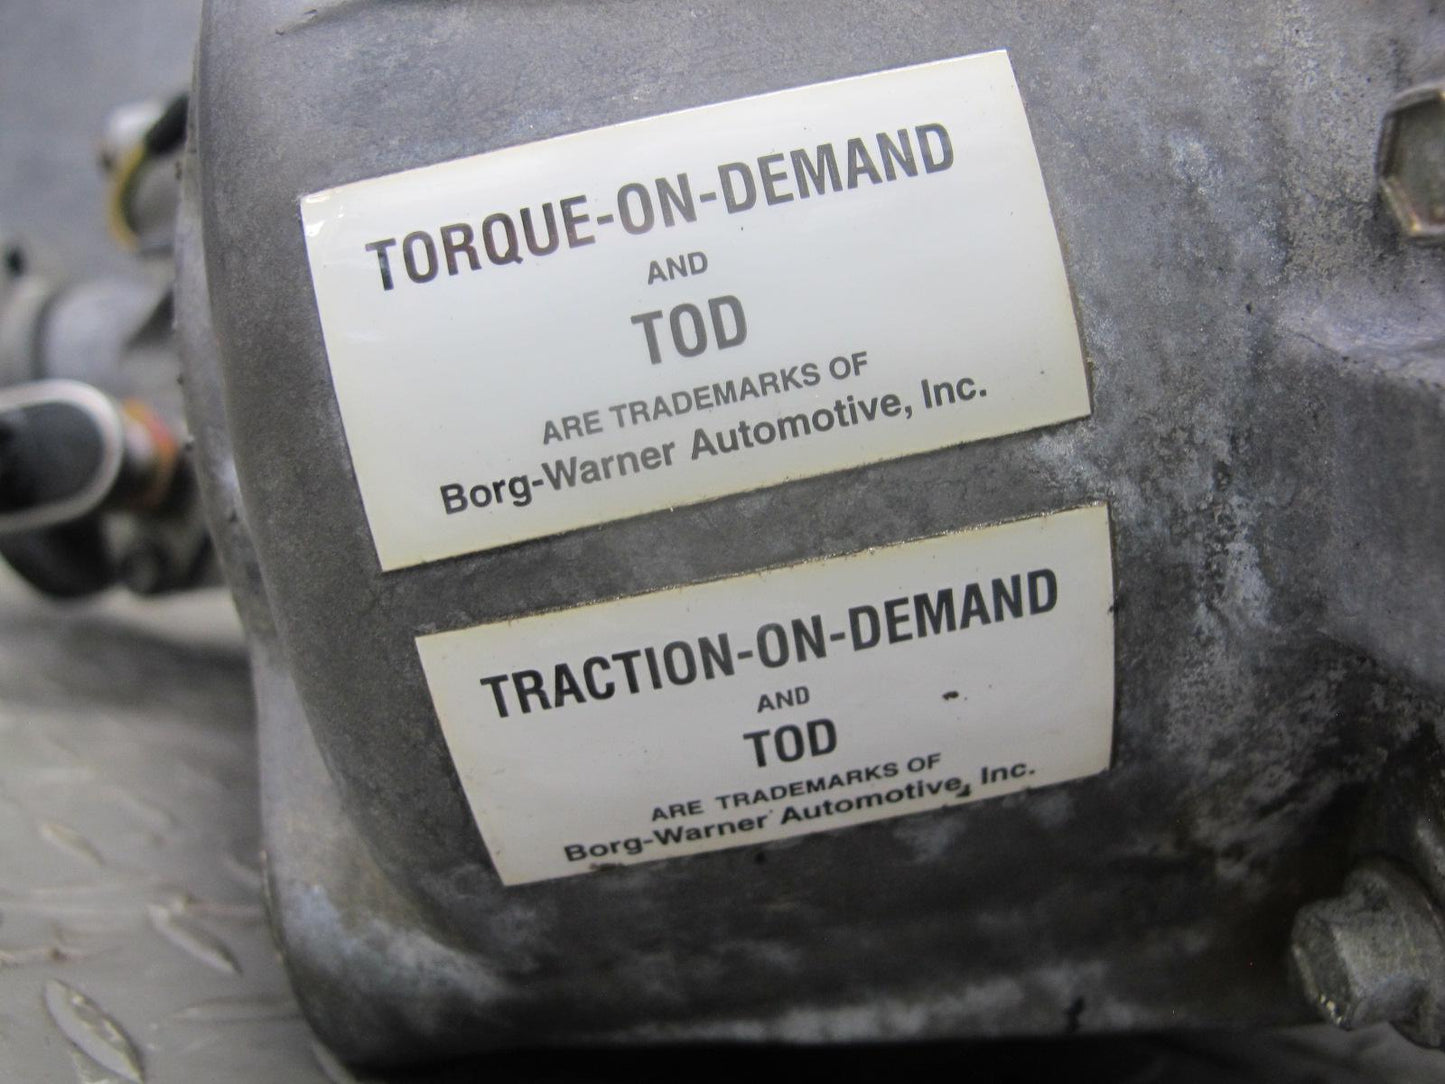 TORQUE-ON-DEMAND
AND
TOD
ARE TRADEMARKS OF
Borg-Warner Automotive, Inc.
TRACTION-ON-DEMAND
AND
TOD
ARE TRADEMARKS OF
Borg-Warner Automotive, Inc.